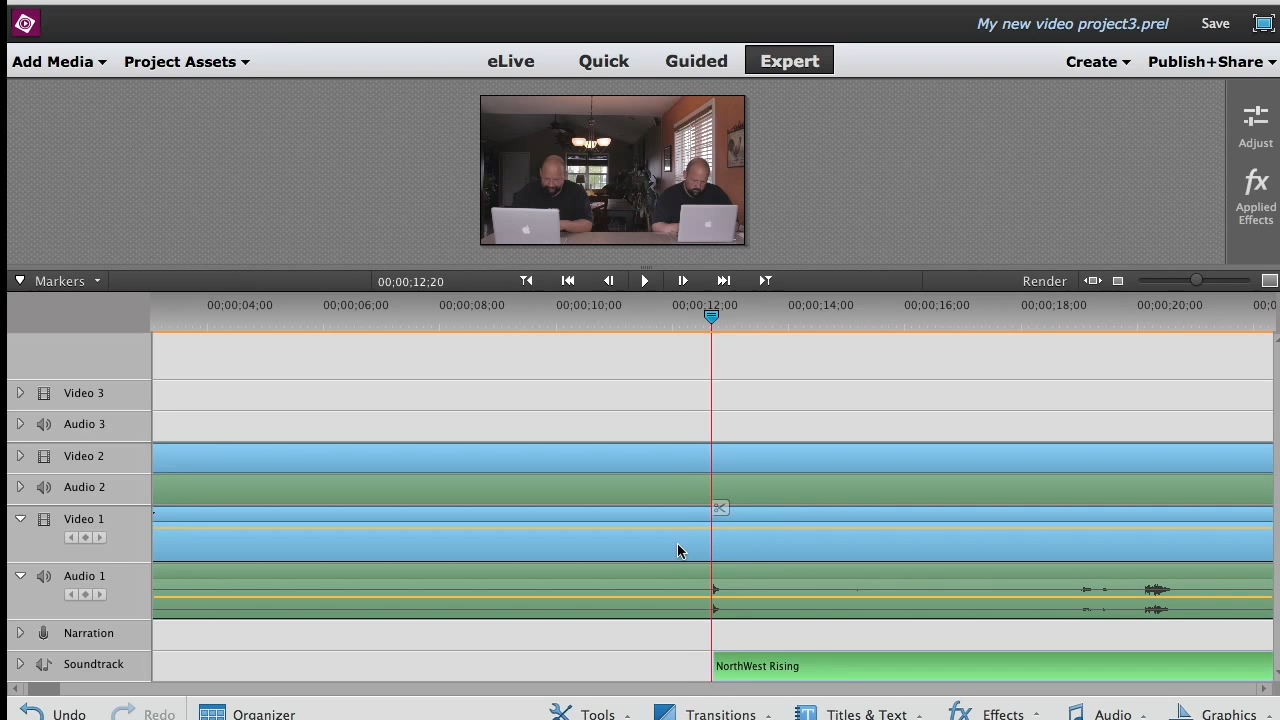 My new video project3.prel Save
Add Media Project Assets eLive Quick Guided Expert Create Publish+Share
Adjust
fx
Applied
Effects
Markers 00;00;12;20 Render
00;00;04;00 00;00;06;00 00;00;08;00 00;00;10;00 00;00;12;00 00;00;14;00 00;00;16;00 00;00;18;00 00;00;20;00 00;0
Video 3
Audio 3
Video 2
Audio 2
Video 1
Audio 1
Narration
Soundtrack NorthWest Rising
Undo Redo Organizer Tools Transitions T Titles & Text fx Effects Audio Graphics